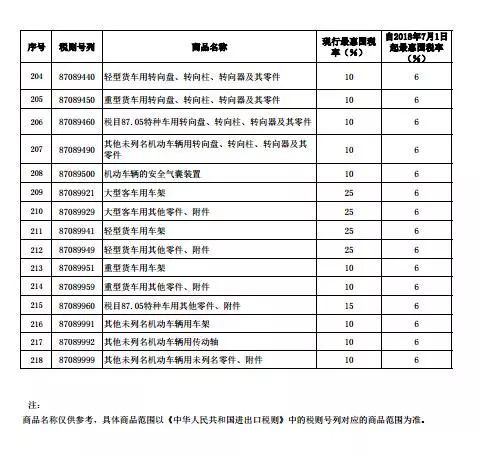 序号 税则号列 商品名称 现行最惠国税率（%） 自2018年7月1日起最惠国税率（%）
204 87089440 轻型货车用转向盘、转向柱、转向器及其零件 10 6
205 87089450 重型货车用转向盘、转向柱、转向器及其零件 10 6
206 87089460 税目87.05特种车用转向盘、转向柱、转向器及其零件 10 6
207 87089490 其他未列名机动车辆用转向盘、转向柱、转向器及其零件 10 6
208 87089500 机动车辆的安全气囊装置 10 6
209 87089921 大型客车用车架 25 6
210 87089929 大型客车用其他零件、附件 25 6
211 87089941 轻型货车用车架 25 6
212 87089949 轻型货车用其他零件、附件 25 6
213 87089951 重型货车用车架 10 6
214 87089959 重型货车用其他零件、附件 10 6
215 87089960 税目87.05特种车用其他零件、附件 15 6
216 87089991 其他未列名机动车辆用车架 10 6
217 87089992 其他未列名机动车辆用传动轴 10 6
218 87089999 其他未列名机动车辆用未列名零件、附件 10 6
注：
商品名称仅供参考，具体商品范围以《中华人民共和国进出口税则》中的税则号列对应的商品范围为准。